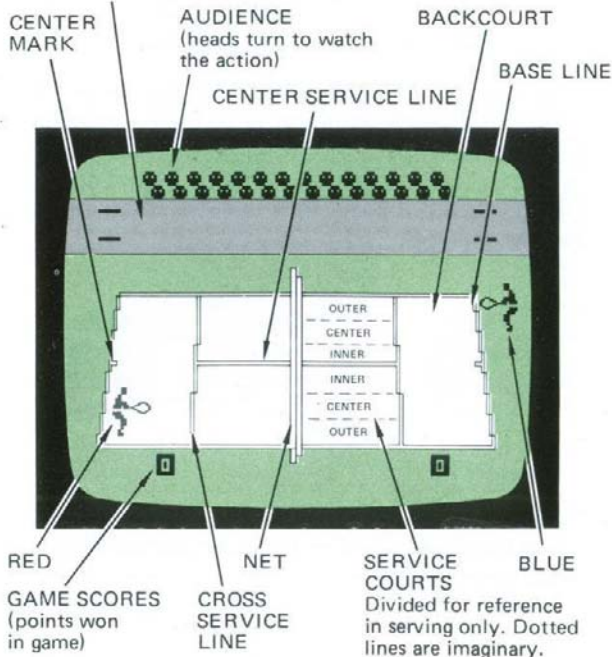 CENTER
MARK
AUDIENCE
(heads turn to watch
the action)
BACKCOURT
BASE LINE
CENTER SERVICE LINE
OUTER
CENTER
INNER
INNER
CENTER
OUTER
RED
NET
SERVICE
COURTS
Divided for reference
in serving only. Dotted
lines are imaginary.
BLUE
GAME SCORES
(points won
in game)
CROSS
SERVICE
LINE